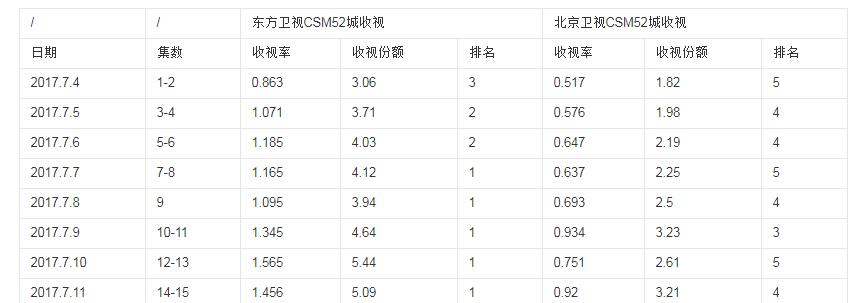 / / 东方卫视CSM52城收视 北京卫视CSM52城收视
日期 集数 收视率 收视份额 排名 收视率 收视份额 排名
2017.7.4 1-2 0.863 3.06 3 0.517 1.82 5
2017.7.5 3-4 1.071 3.71 2 0.576 1.98 4
2017.7.6 5-6 1.185 4.03 2 0.647 2.19 4
2017.7.7 7-8 1.165 4.12 1 0.637 2.25 5
2017.7.8 9 1.095 3.94 1 0.693 2.5 4
2017.7.9 10-11 1.345 4.64 1 0.934 3.23 3
2017.7.10 12-13 1.565 5.44 1 0.751 2.61 5
2017.7.11 14-15 1.456 5.09 1 0.92 3.21 4